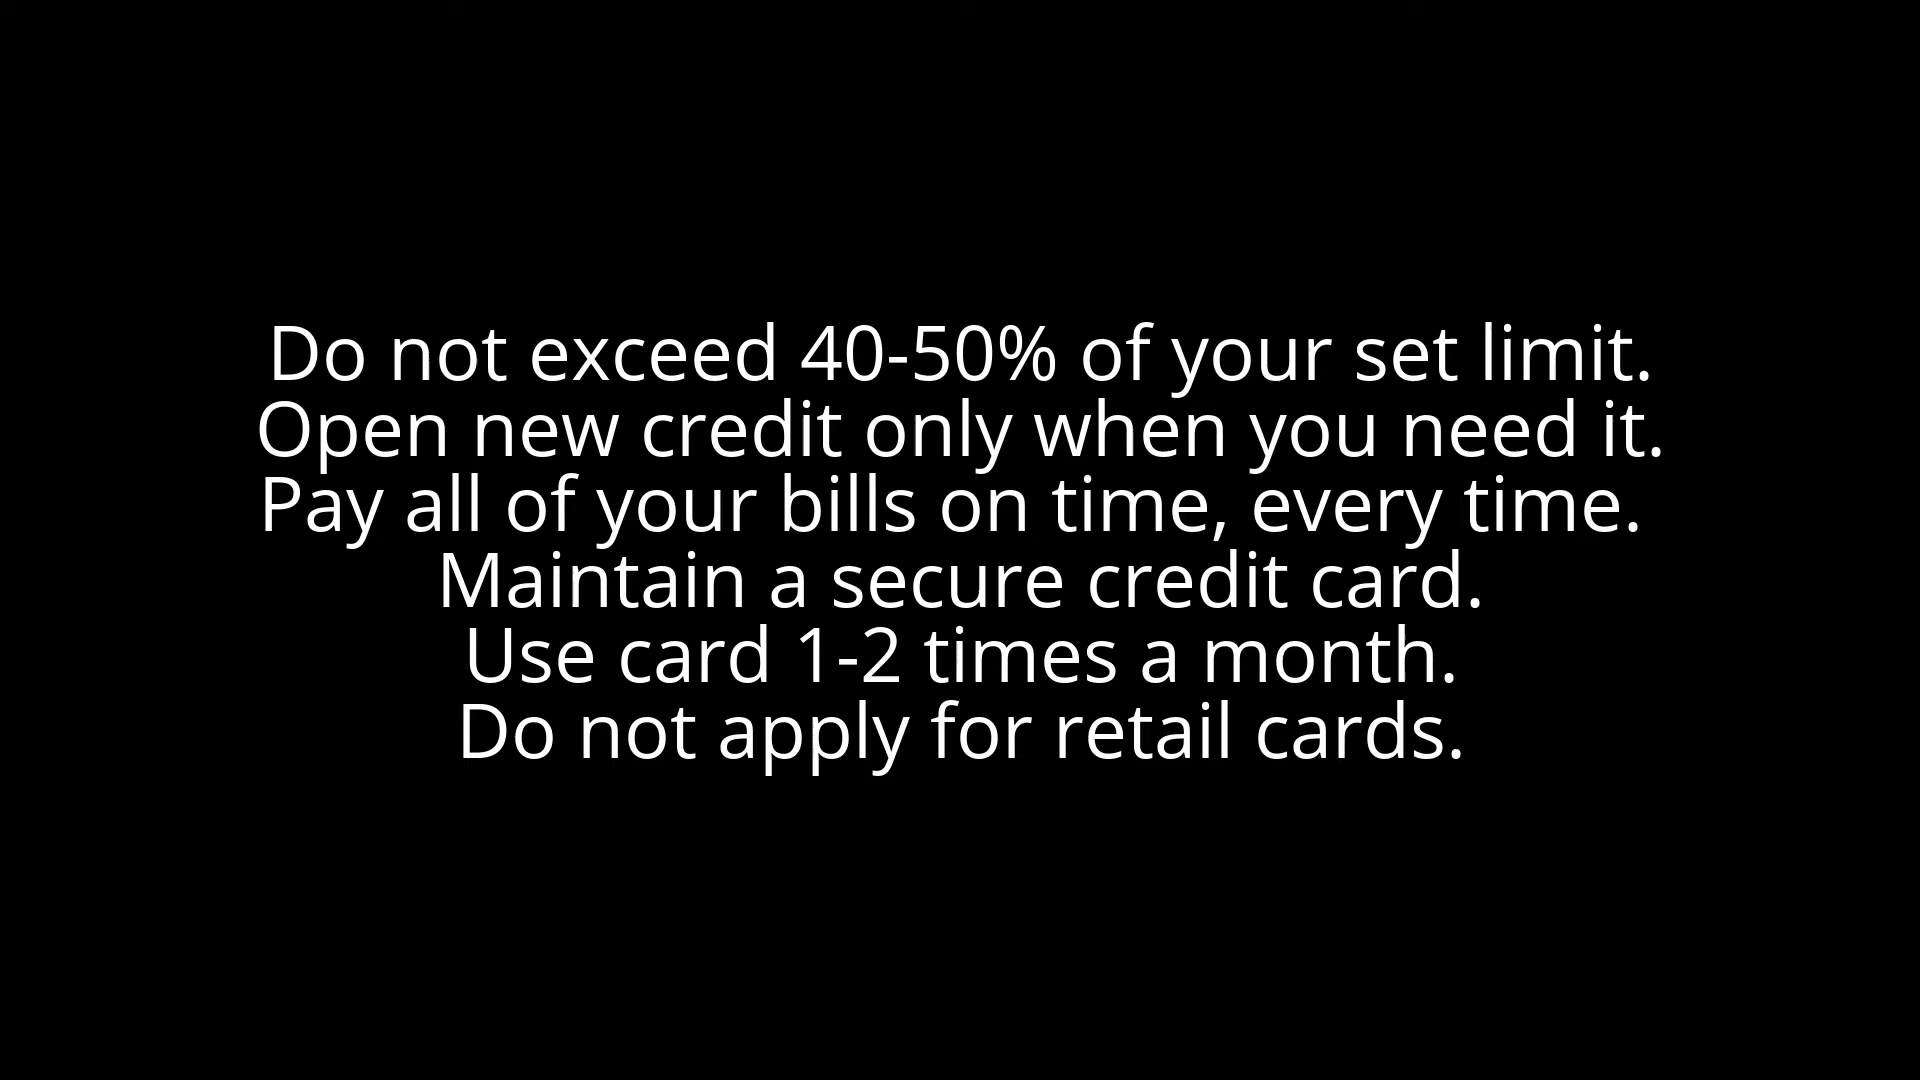 Do not exceed 40-50% of your set limit.
Open new credit only when you need it.
Pay all of your bills on time, every time.
Maintain a secure credit card.
Use card 1-2 times a month.
Do not apply for retail cards.